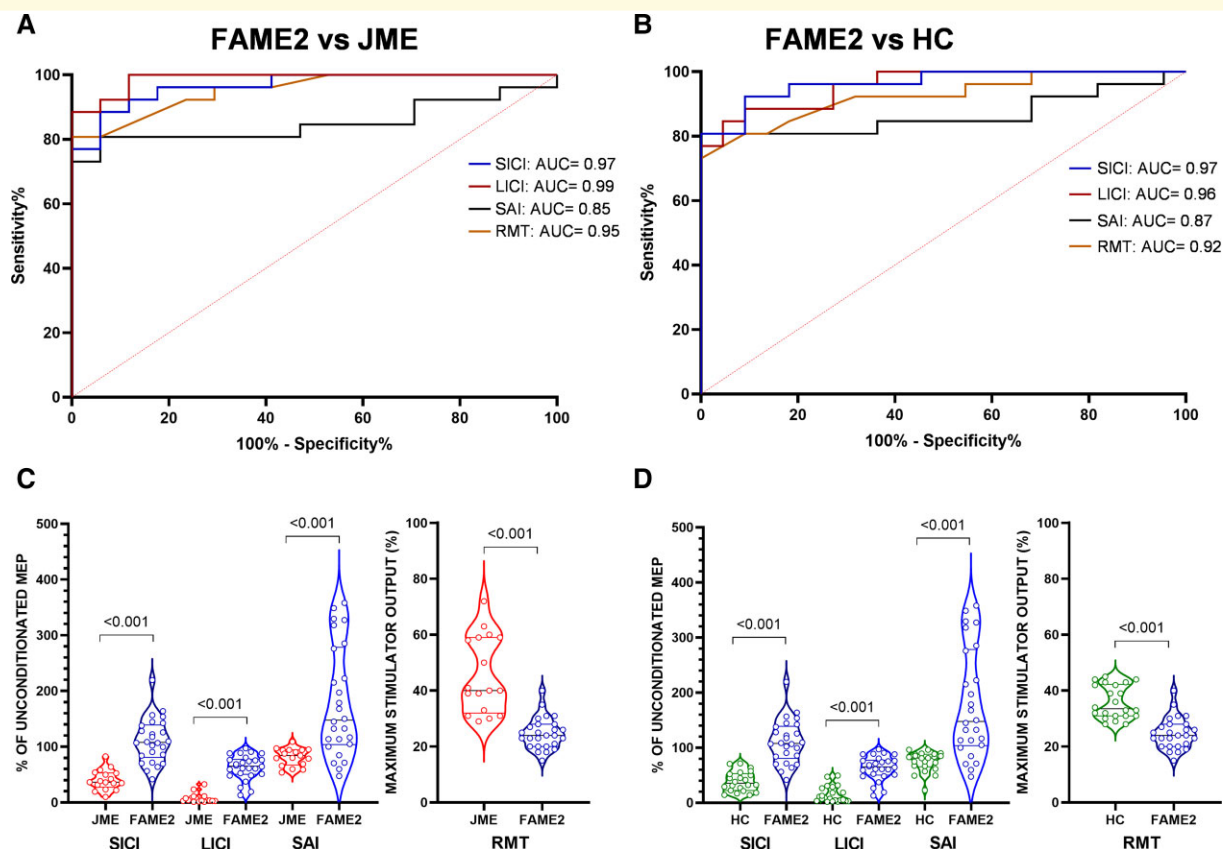 A
FAME2 vs JME
Sensitivity%
100
80
60
40
20
0
0 20 40 60 80 100
100% - Specificity%
SICI: AUC= 0.97
LICI: AUC= 0.99
SAI: AUC= 0.85
RMT: AUC= 0.95
B
FAME2 vs HC
Sensitivity%
100
80
60
40
20
0
0 20 40 60 80 100
100% - Specificity%
SICI: AUC= 0.97
LICI: AUC= 0.96
SAI: AUC= 0.87
RMT: AUC= 0.92
C
% OF UNCONDITIONATED MEP
500
400
300
200
100
0
<0.001
<0.001
<0.001
JME FAME2 JME FAME2 JME FAME2
SICI LICI SAI
MAXIMUM STIMULATOR OUTPUT (%)
100
80
60
40
20
0
<0.001
JME FAME2
RMT
D
% OF UNCONDITIONATED MEP
500
400
300
200
100
0
<0.001
<0.001
<0.001
HC FAME2 HC FAME2 HC FAME2
SICI LICI SAI
MAXIMUM STIMULATOR OUTPUT (%)
100
80
60
40
20
0
<0.001
HC FAME2
RMT